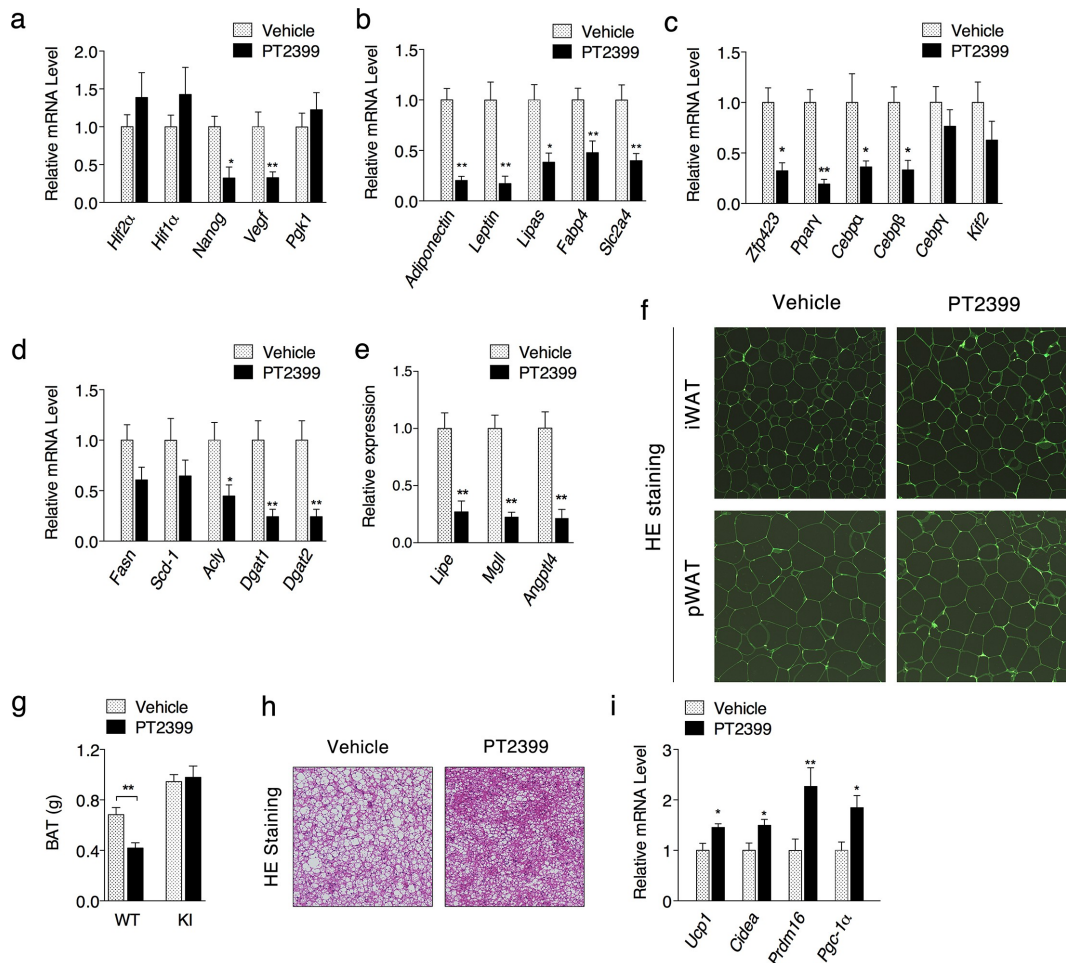 a
Vehicle
PT2399
Relative mRNA Level
2.0
1.5
1.0
0.5
0.0
*
**
Hif2α
Hif1α
Nanog
Vegf
Pgk1
b
Vehicle
PT2399
Relative mRNA Level
1.5
1.0
0.5
0.0
**
**
*
**
**
Adiponectin
Leptin
Lipas
Fabp4
Slc2a4
c
Vehicle
PT2399
Relative mRNA Level
1.5
1.0
0.5
0.0
*
**
*
*
Zfp423
Pparγ
Cebpα
Cebpβ
Cebpγ
Klf2
d
Vehicle
PT2399
Relative mRNA Level
1.5
1.0
0.5
0.0
*
**
**
Fasn
Scd-1
Acly
Dgat1
Dgat2
e
Vehicle
PT2399
Relative expression
1.5
1.0
0.5
0.0
**
**
**
Lipe
Mgll
Angptl4
f
Vehicle
PT2399
HE staining
iWAT
pWAT
g
Vehicle
PT2399
BAT (g)
1.2
0.8
0.4
0
**
WT
KI
h
Vehicle
PT2399
HE Staining
i
Vehicle
PT2399
Relative mRNA Level
3
2
1
0
*
*
**
*
Ucp1
Cidea
Prdm16
Pgc-1α